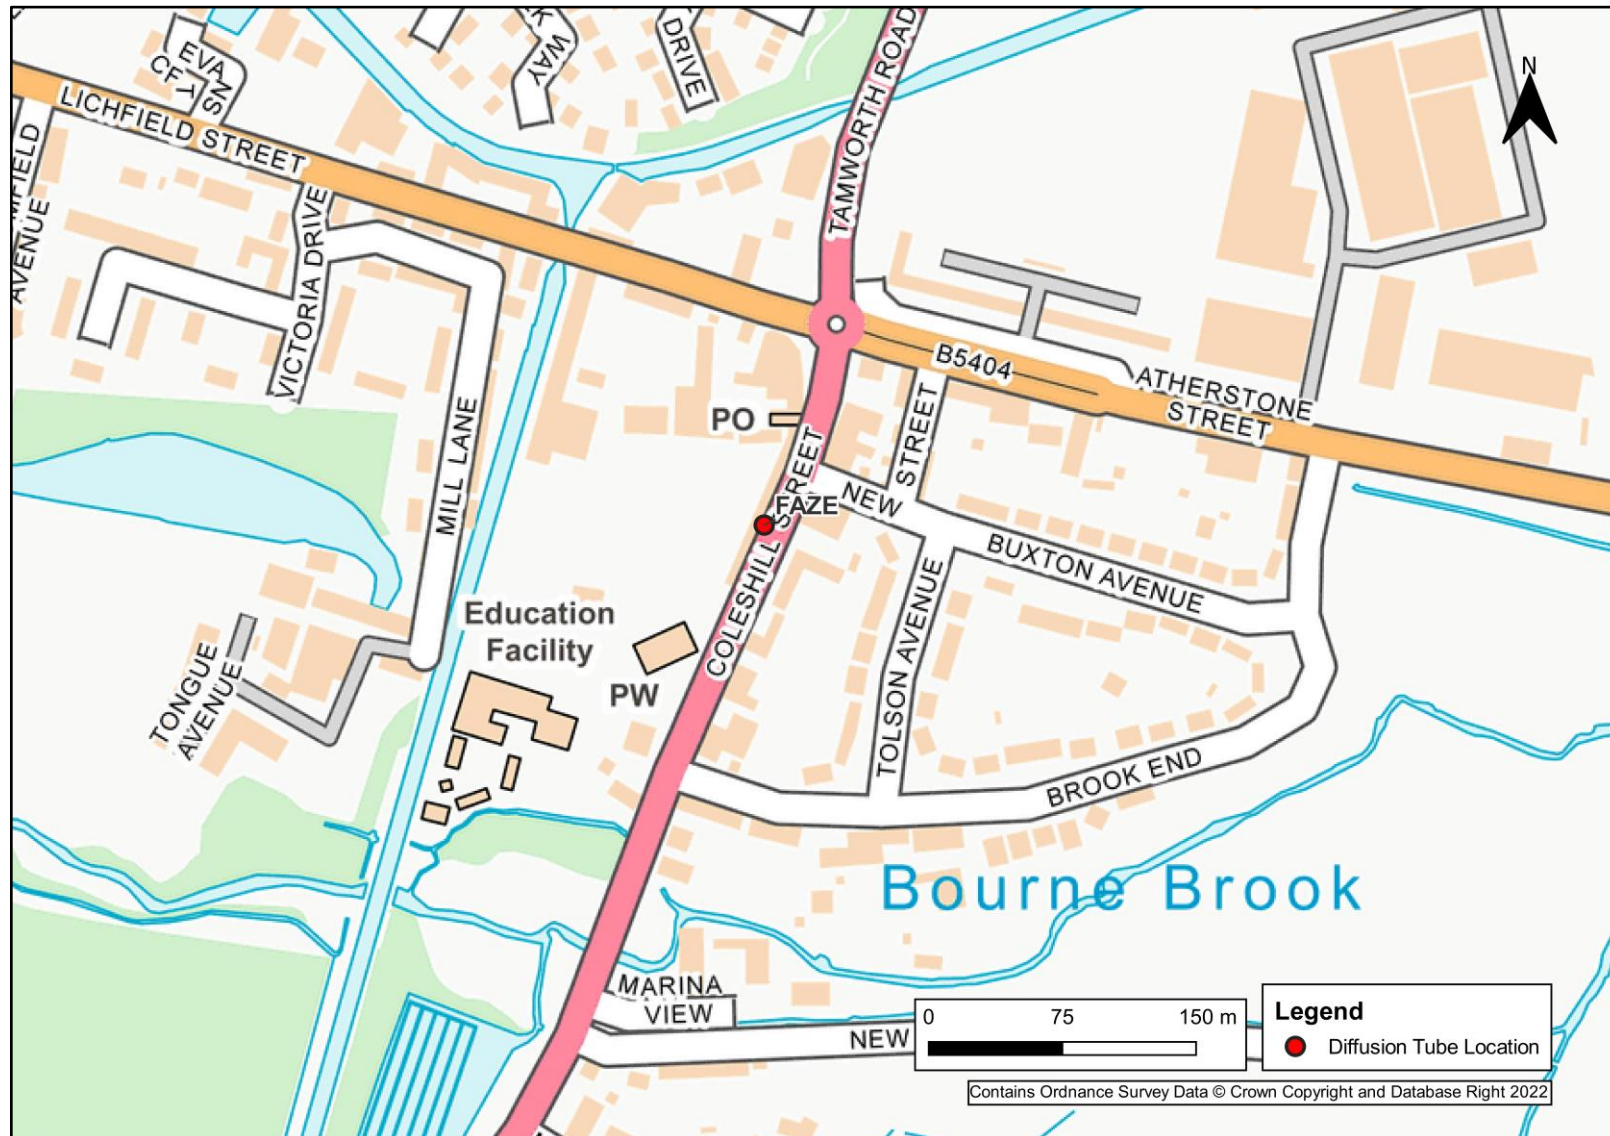 EVANS
CFT
LICHFIELD STREET
WAY
DRIVE
TAMWORTH ROAD
N
AVENUE
VICTORIA DRIVE
MILL LANE
B5404
ATHERSTONE
STREET
PO
STREET
NEW
FAZE
COLESHILL STREET
BUXTON AVENUE
TOLSON AVENUE
Education
Facility
PW
TONGUE
AVENUE
BROOK END
Bourne Brook
MARINA
VIEW
NEW
0 75 150 m
Legend
Diffusion Tube Location
Contains Ordnance Survey Data © Crown Copyright and Database Right 2022